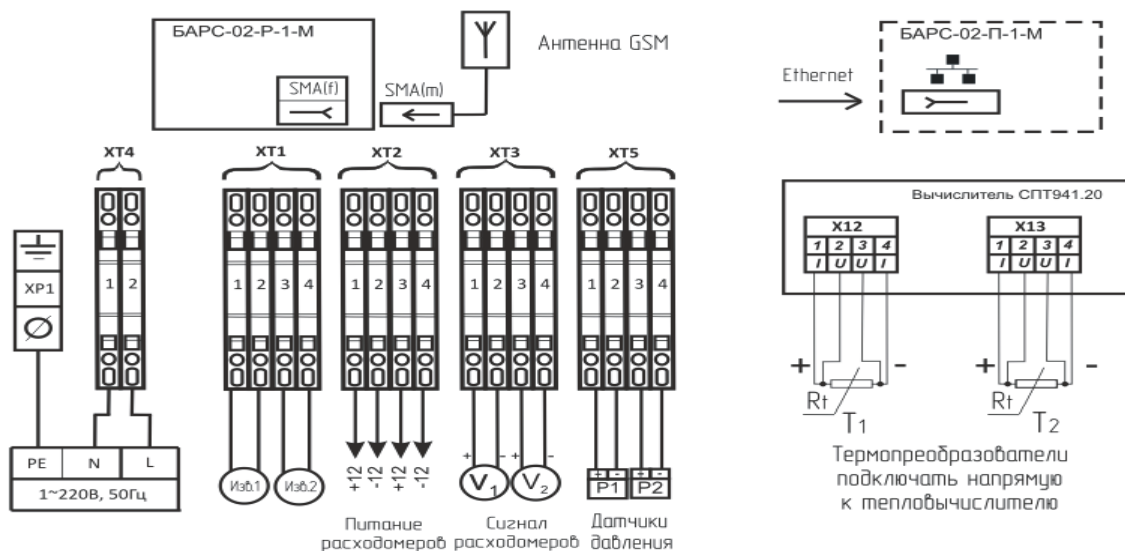 БАРС-02-Р-1-М
SMA(f)
SMA(m)
Антенна GSM
БАРС-02-П-1-М
Ethernet
XT4
XT1
XT2
XT3
XT5
1 2
1 2 3 4
1 2 3 4
1 2 3 4
1 2 3 4
XP1
PE N L
1~220В, 50Гц
Изв.1 Изв.2
+12 -12 +12 -12
Питание
расходомеров
+ - + -
V1 V2
Сигнал
расходомеров
+ - + -
P1 P2
Датчики
давления
Вычислитель СПТ941.20
X12
1 2 3 4
I U U I
X13
1 2 3 4
I U U I
+ -
Rt
T1
+ -
Rt
T2
Термопреобразователи
подключать напрямую
к тепловычислителю